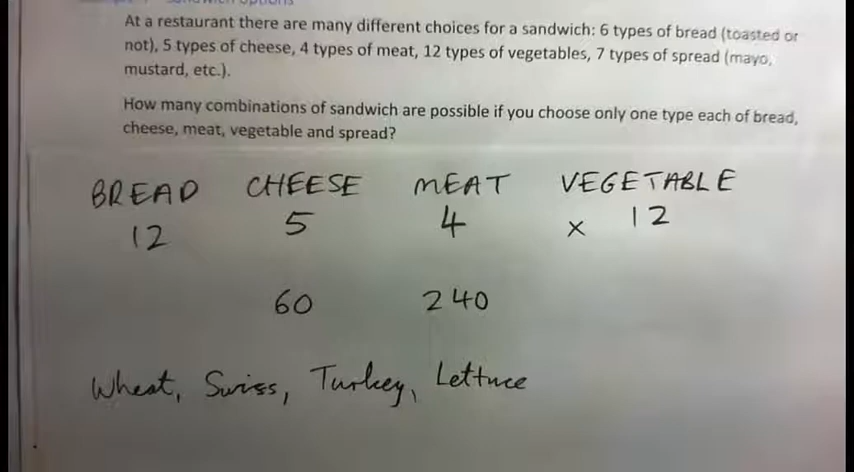 At a restaurant there are many different choices for a sandwich: 6 types of bread (toasted or
not), 5 types of cheese, 4 types of meat, 12 types of vegetables, 7 types of spread (mayo,
mustard, etc.).
How many combinations of sandwich are possible if you choose only one type each of bread,
cheese, meat, vegetable and spread?
BREAD CHEESE MEAT VEGETABLE
12 5 4 x 12
60 240
Wheat, Swiss, Turkey, Lettuce